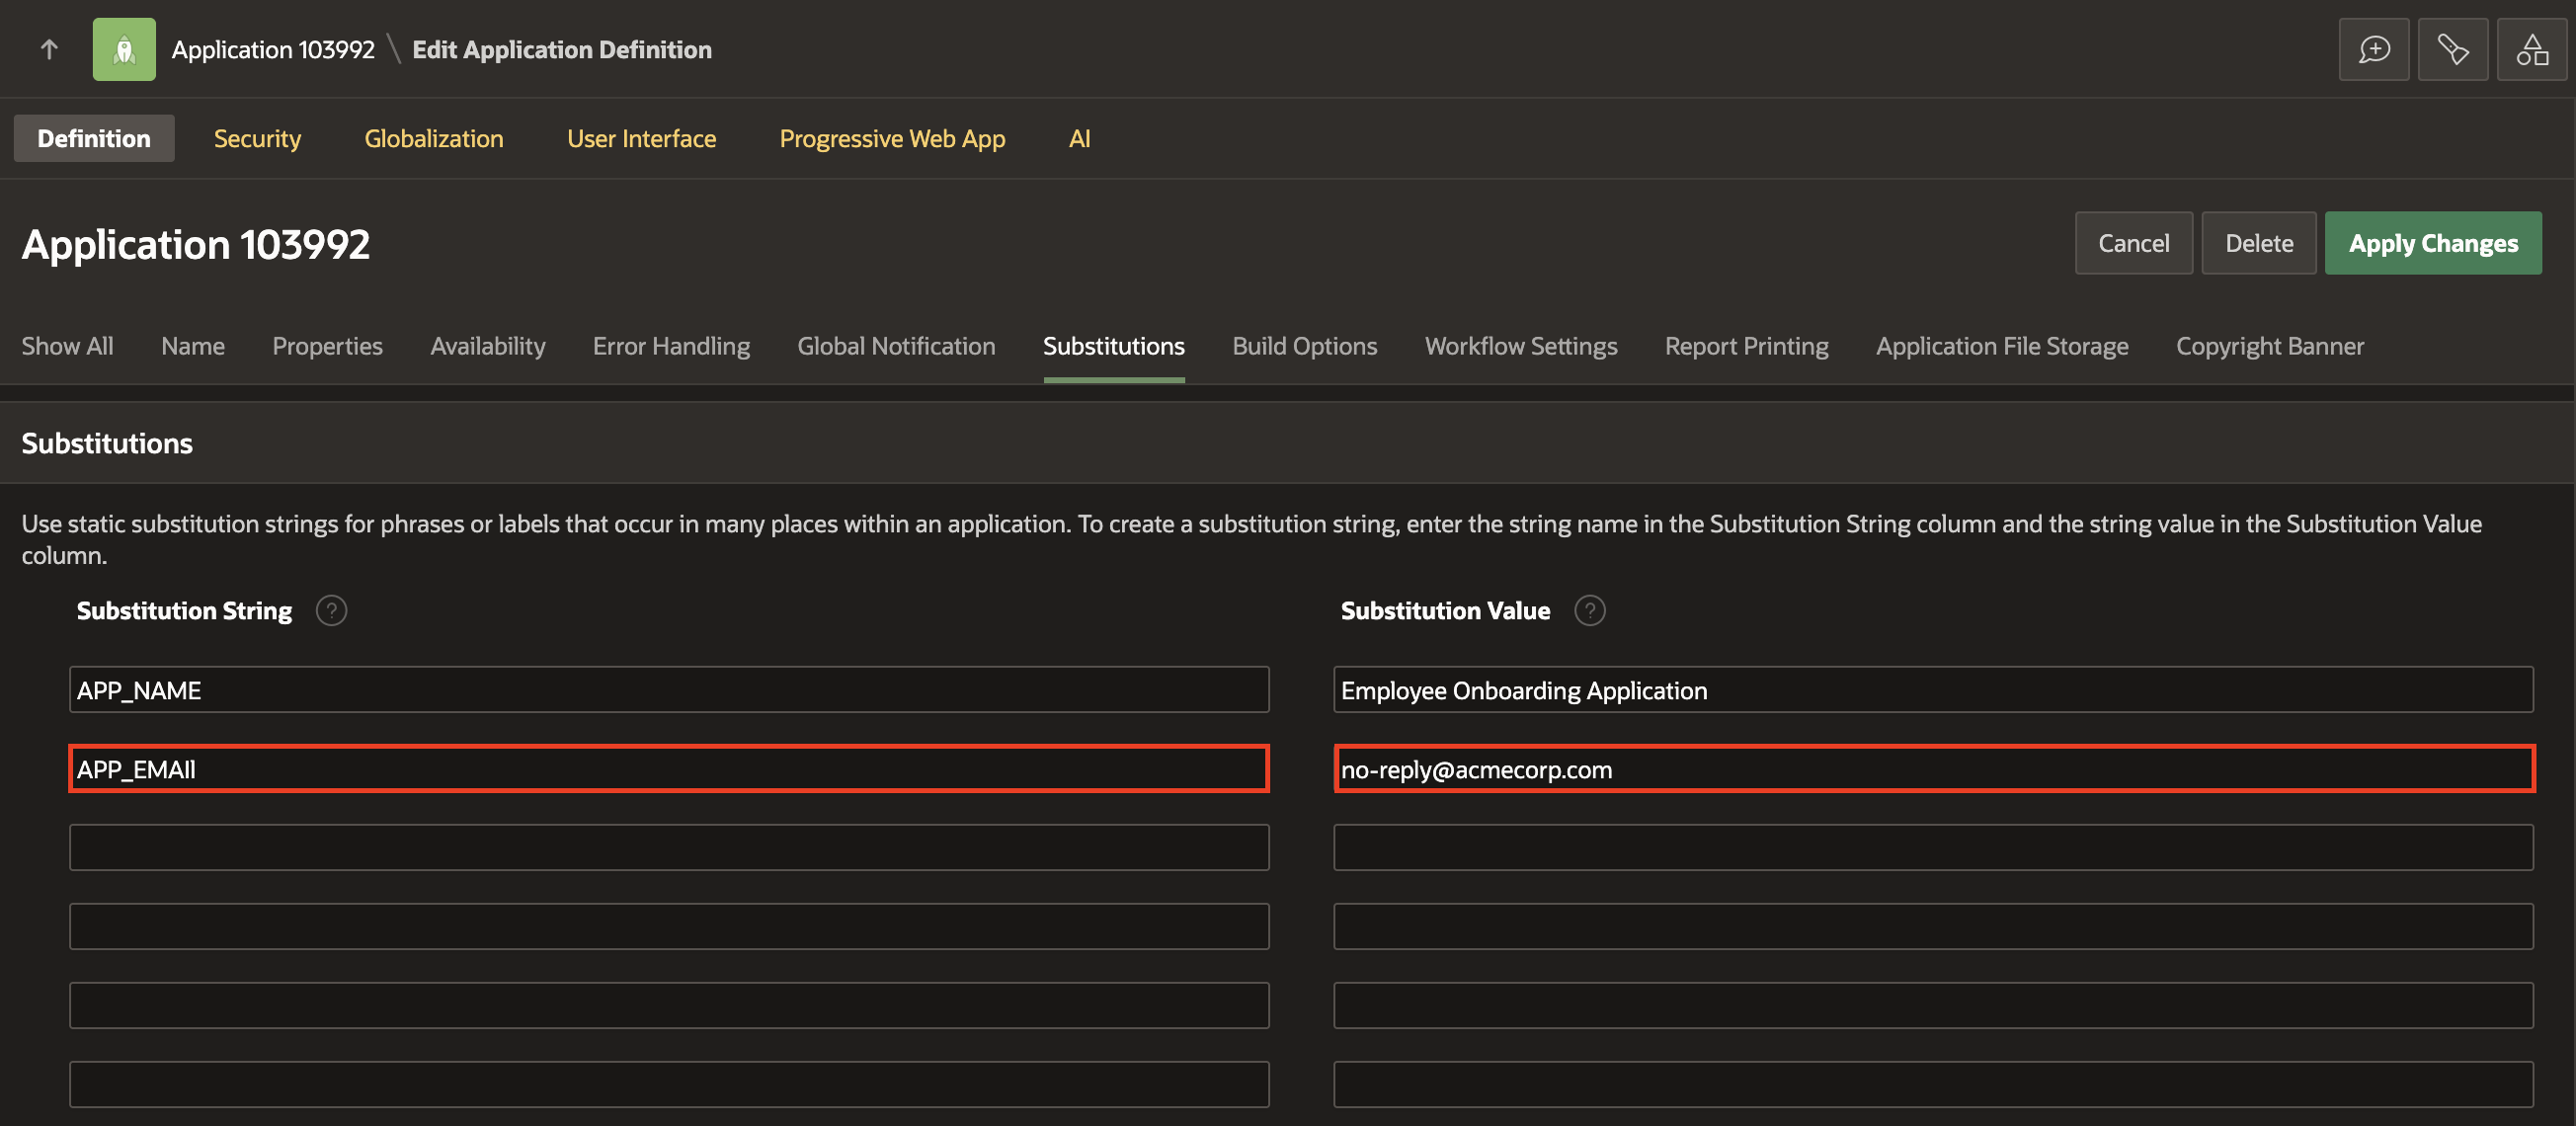 Application 103992 \ Edit Application Definition
Definition Security Globalization User Interface Progressive Web App AI
Application 103992 Cancel Delete Apply Changes
Show All Name Properties Availability Error Handling Global Notification Substitutions Build Options Workflow Settings Report Printing Application File Storage Copyright Banner
Substitutions
Use static substitution strings for phrases or labels that occur in many places within an application. To create a substitution string, enter the string name in the Substitution String column and the string value in the Substitution Value
column.
Substitution String ? Substitution Value ?
APP_NAME Employee Onboarding Application
APP_EMAIl no-reply@acmecorp.com